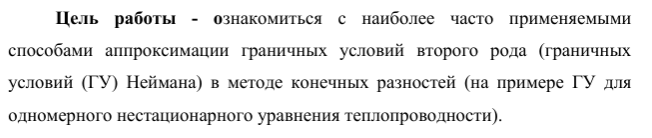 Цель работы - ознакомиться с наиболее часто применяемыми
способами аппроксимации граничных условий второго рода (граничных
условий (ГУ) Неймана) в методе конечных разностей (на примере ГУ для
одномерного нестационарного уравнения теплопроводности).